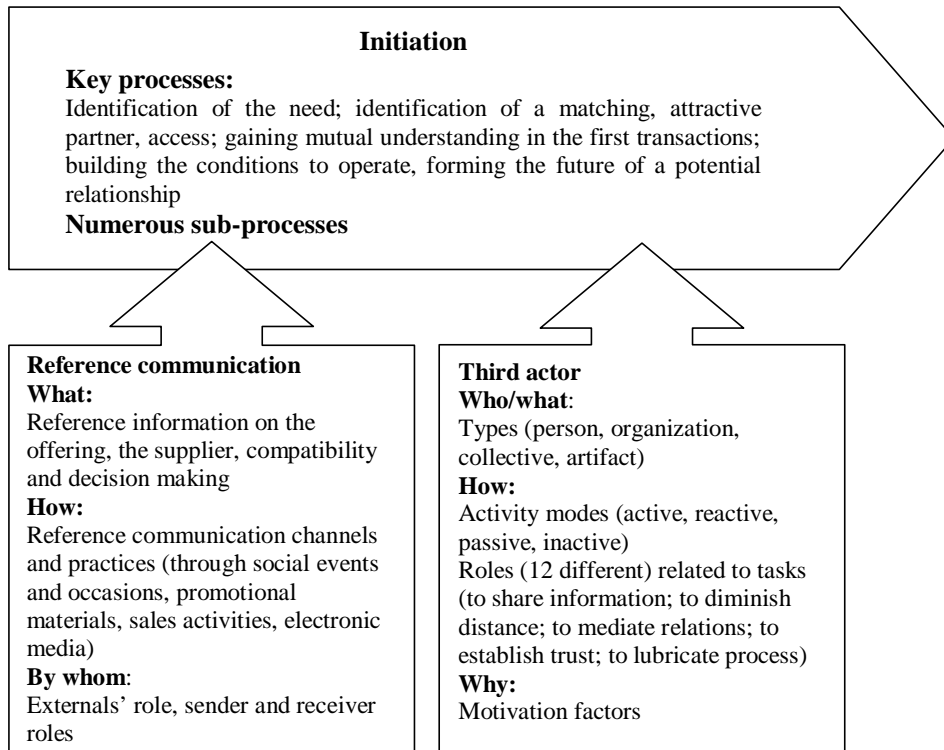 Initiation
Key processes:
Identification of the need; identification of a matching, attractive
partner, access; gaining mutual understanding in the first transactions;
building the conditions to operate, forming the future of a potential
relationship
Numerous sub-processes
Reference communication
What:
Reference information on the
offering, the supplier, compatibility
and decision making
How:
Reference communication channels
and practices (through social events
and occasions, promotional
materials, sales activities, electronic
media)
By whom:
Externals’ role, sender and receiver
roles
Third actor
Who/what:
Types (person, organization,
collective, artifact)
How:
Activity modes (active, reactive,
passive, inactive)
Roles (12 different) related to tasks
(to share information; to diminish
distance; to mediate relations; to
establish trust; to lubricate process)
Why:
Motivation factors